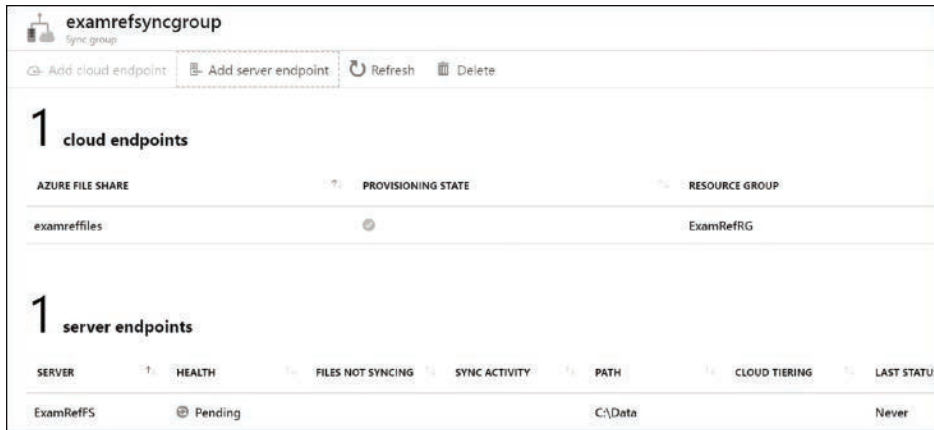 examrefsyncgroup
Sync group
Add cloud endpoint Add server endpoint Refresh Delete
1 cloud endpoints
AZURE FILE SHARE PROVISIONING STATE RESOURCE GROUP
examreffiles ExamRefRG
1 server endpoints
SERVER HEALTH FILES NOT SYNCING SYNC ACTIVITY PATH CLOUD TIERING LAST STATU
ExamRefFS Pending C:\Data Never